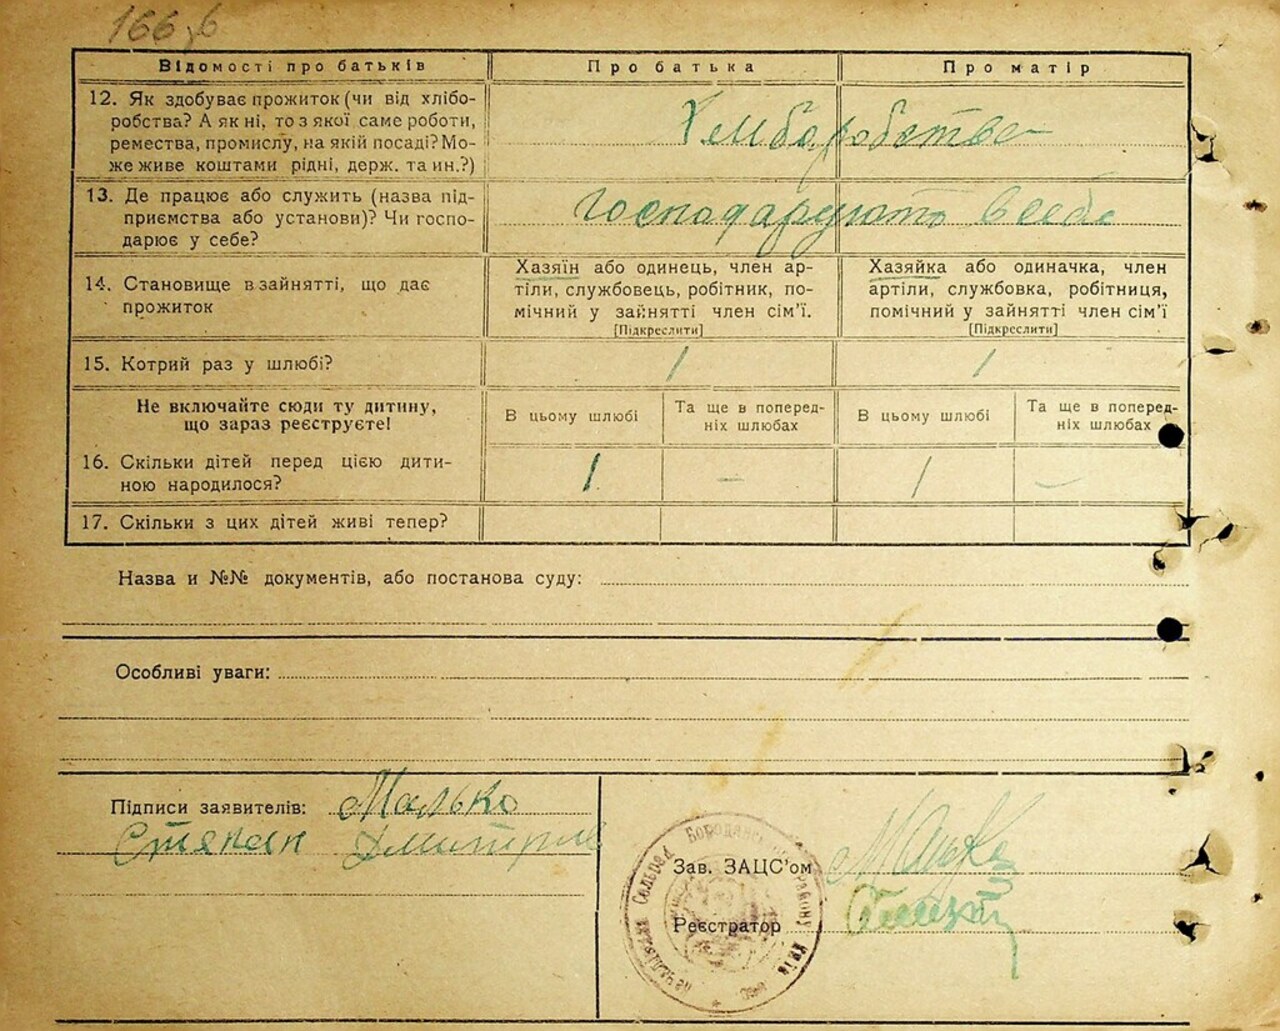 166
Відомості про батьків
Про батька
Про матір
12. Як здобуває прожиток (чи від хлібо-
робства? А як ні, то з якої саме роботи,
ремества, промислу, на якій посаді? Мо-
же живе коштами рідні, держ. та ин.?)
Хліборобство
13. Де працює або служить (назва під-
приємства або установи)? Чи госпо-
дарює у себе?
господарюють в себе
14. Становище в зайнятті, що дає
прожиток
Хазяїн або одинець, член ар-
тіли, службовець, робітник, по-
мічний у зайнятті член сім'ї.
[Підкреслити]
Хазяйка або одиначка, член
артіли, службовка, робітниця,
помічний у зайнятті член сім'ї
[Підкреслити]
15. Котрий раз у шлюбі?
1
1
Не включайте сюди ту дитину,
що зараз реєструєте!
В цьому шлюбі
Та ще в поперед-
ніх шлюбах
В цьому шлюбі
Та ще в поперед-
ніх шлюбах
16. Скільки дітей перед цією дити-
ною народилося?
1
—
1
—
17. Скільки з цих дітей живі тепер?
Назва и №№ документів, або постанова суду:
Особливі уваги:
Підписи заявителів: Малько
Степан Дмитров
Сельрада Бородянського району
Зав. ЗАЦС'ом
Реєстратор